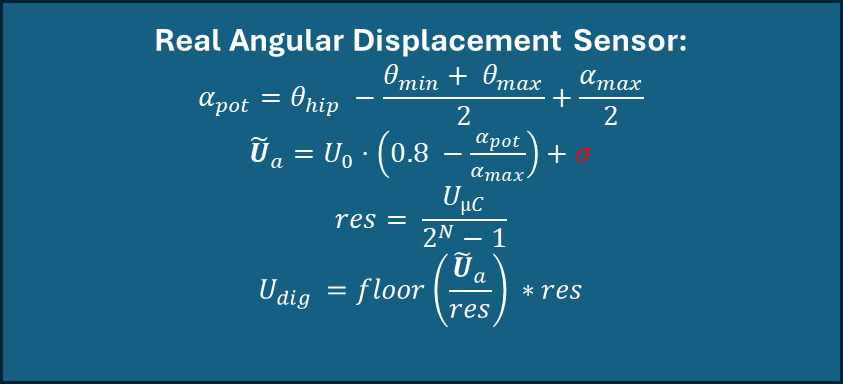 Real Angular Displacement Sensor:
α_pot = θ_hip − (θ_min + θ_max)/2 + α_max/2
Ũ_a = U_0 · (0.8 − α_pot/α_max) + σ
res = U_μC/(2^N − 1)
U_dig = floor(Ũ_a/res) * res